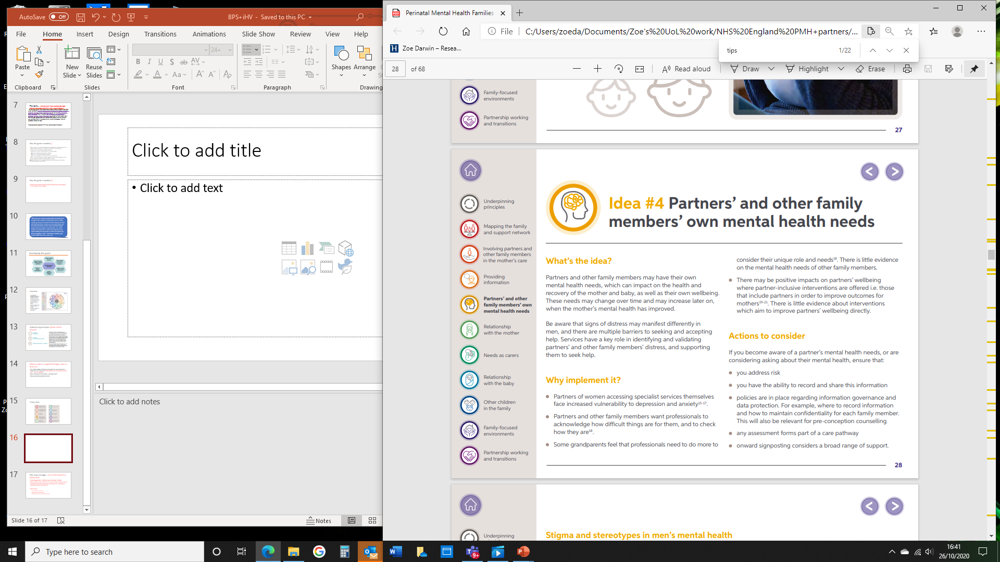 AutoSave
Off
BPS+iHV - Saved to this PC
File
Home
Insert
Design
Transitions
Animations
Slide Show
Review
View
Help
24+
Paste
New
Slide
Reuse
Slides
Shapes
Arrange
Clipboard
Slides
Font
Paragraph
Drawing
7
8
Why the guide is needed
9
Why the guide is needed
10
11
Developing the guide
12
Overview
13
14
15
16
17
Click to add title
• Click to add text
Click to add notes
Slide 16 of 17
Notes
Perinatal Mental Health Families
File
C:/Users/zoeda/Documents/Zoe's%20UoL%20work/NHS%20England%20PMH+partners/...
Zoe Darwin – Resea...
tips
1/22
28
of 68
Read aloud
Draw
Highlight
Erase
Family-focused
environments
Partnership working
and transitions
27
Underpinning
principles
Mapping the family
and support network
Involving partners and
other family members
in the mother's care
Providing
information
Partners' and other
family members' own
mental health needs
Relationship
with the mother
Needs as carers
Relationship
with the baby
Other children
in the family
Family-focused
environments
Partnership working
and transitions
Idea #4 Partners' and other family
members' own mental health needs
What's the idea?
Partners and other family members may have their own
mental health needs, which can impact on the health and
recovery of the mother and baby, as well as their own wellbeing.
These needs may change over time and may increase later on,
when the mother's mental health has improved.
Be aware that signs of distress may manifest differently in
men, and there are multiple barriers to seeking and accepting
help. Services have a key role in identifying and validating
partners' and other family members' distress, and supporting
them to seek help.
Why implement it?
Partners of women accessing specialist services themselves
face increased vulnerability to depression and anxiety15-17.
Partners and other family members want professionals to
acknowledge how difficult things are for them, and to check
how they are18.
Some grandparents feel that professionals need to do more to
consider their unique role and needs18. There is little evidence
on the mental health needs of other family members.
There may be positive impacts on partners' wellbeing
where partner-inclusive interventions are offered i.e. those
that include partners in order to improve outcomes for
mothers19-21. There is little evidence about interventions
which aim to improve partners' wellbeing directly.
Actions to consider
If you become aware of a partner's mental health needs, or are
considering asking about their mental health, ensure that:
you address risk
you have the ability to record and share this information
policies are in place regarding information governance and
data protection. For example, where to record information
and how to maintain confidentiality for each family member.
This will also be relevant for pre-conception counselling
any assessment forms part of a care pathway
onward signposting considers a broad range of support.
28
Underpinning
Stigma and stereotypes in men's mental health
Type here to search
9+
16:41
26/10/2020